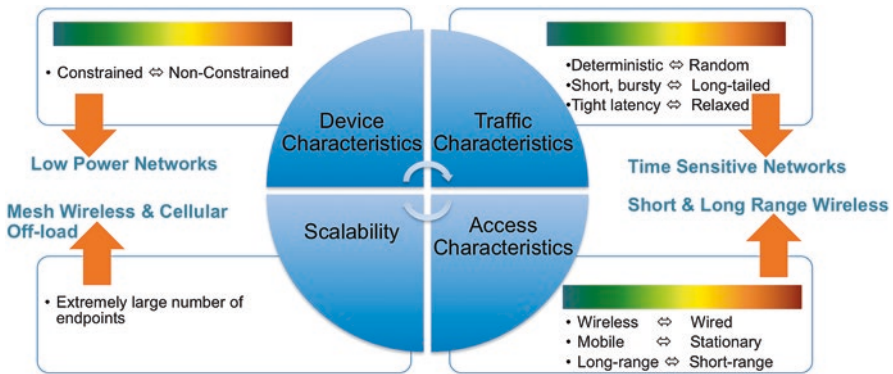 • Constrained ⇔ Non-Constrained
Low Power Networks
Mesh Wireless & Cellular
Off-load
• Extremely large number of
endpoints
Device
Characteristics
Traffic
Characteristics
Scalability
Access
Characteristics
•Deterministic ⇔ Random
•Short, bursty ⇔ Long-tailed
•Tight latency ⇔ Relaxed
Time Sensitive Networks
Short & Long Range Wireless
• Wireless ⇔ Wired
• Mobile ⇔ Stationary
• Long-range ⇔ Short-range